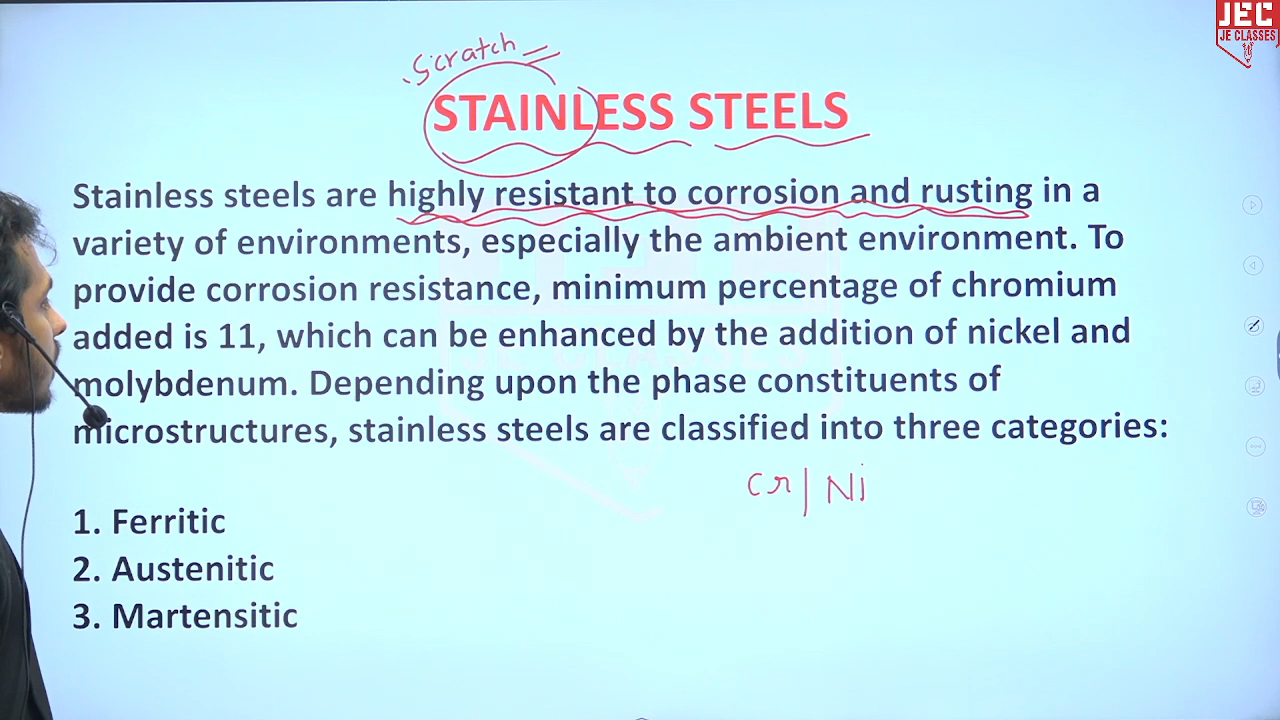 JEC
JE CLASSES
Scratch
STAINLESS STEELS
Stainless steels are highly resistant to corrosion and rusting in a
variety of environments, especially the ambient environment. To
provide corrosion resistance, minimum percentage of chromium
added is 11, which can be enhanced by the addition of nickel and
molybdenum. Depending upon the phase constituents of
microstructures, stainless steels are classified into three categories:
Cr | Ni
1. Ferritic
2. Austenitic
3. Martensitic